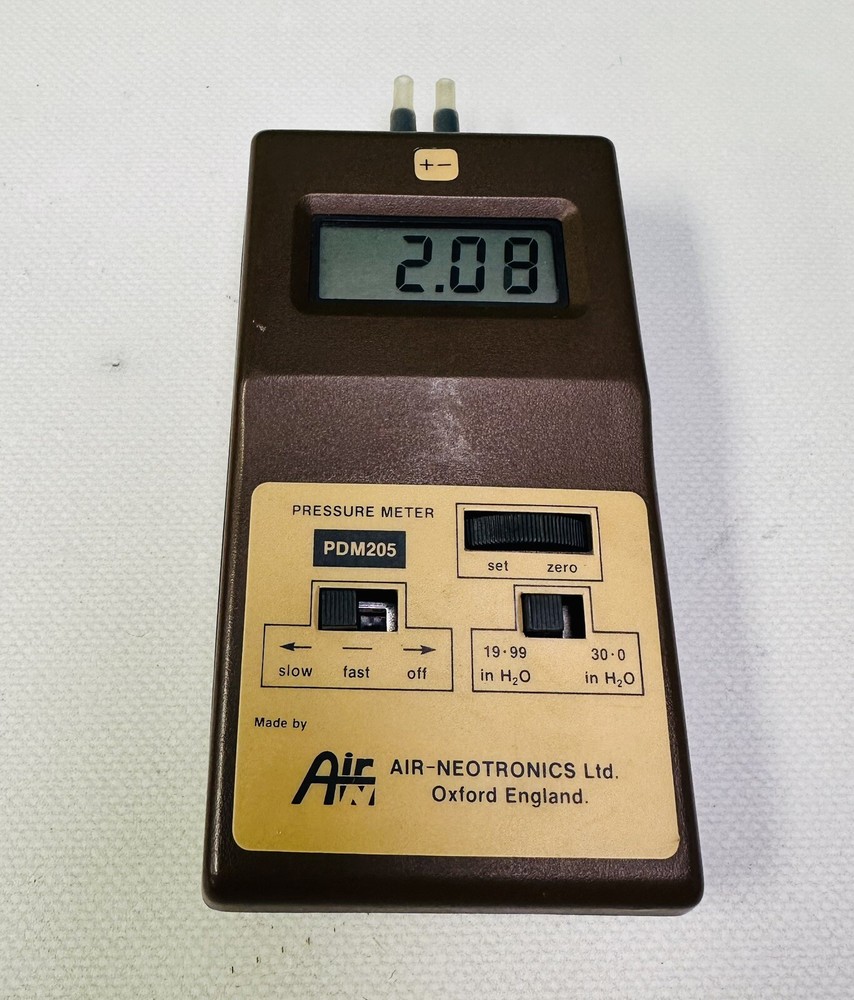 + −
2.08
PRESSURE METER
PDM205
set zero
← — →
slow fast off
19·99 30·0
in H₂O in H₂O
Made by
Air N
AIR-NEOTRONICS Ltd.
Oxford England.